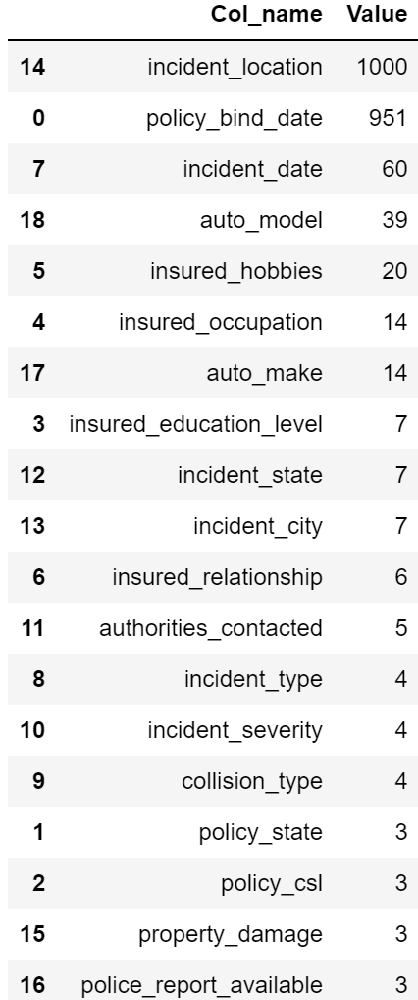 Col_name Value
14 incident_location 1000
0 policy_bind_date 951
7 incident_date 60
18 auto_model 39
5 insured_hobbies 20
4 insured_occupation 14
17 auto_make 14
3 insured_education_level 7
12 incident_state 7
13 incident_city 7
6 insured_relationship 6
11 authorities_contacted 5
8 incident_type 4
10 incident_severity 4
9 collision_type 4
1 policy_state 3
2 policy_csl 3
15 property_damage 3
16 police_report_available 3